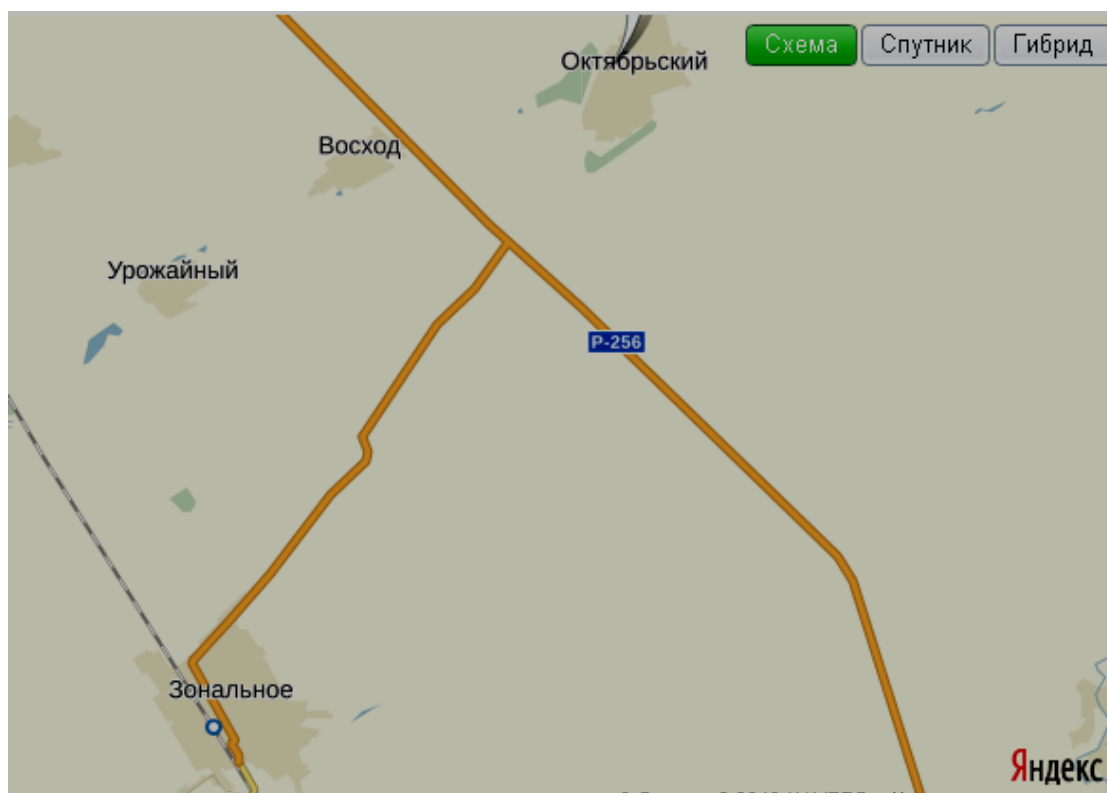 Октябрьский
Схема
Спутник
Гибрид
Восход
Урожайный
Р-256
Зональное
Яндекс